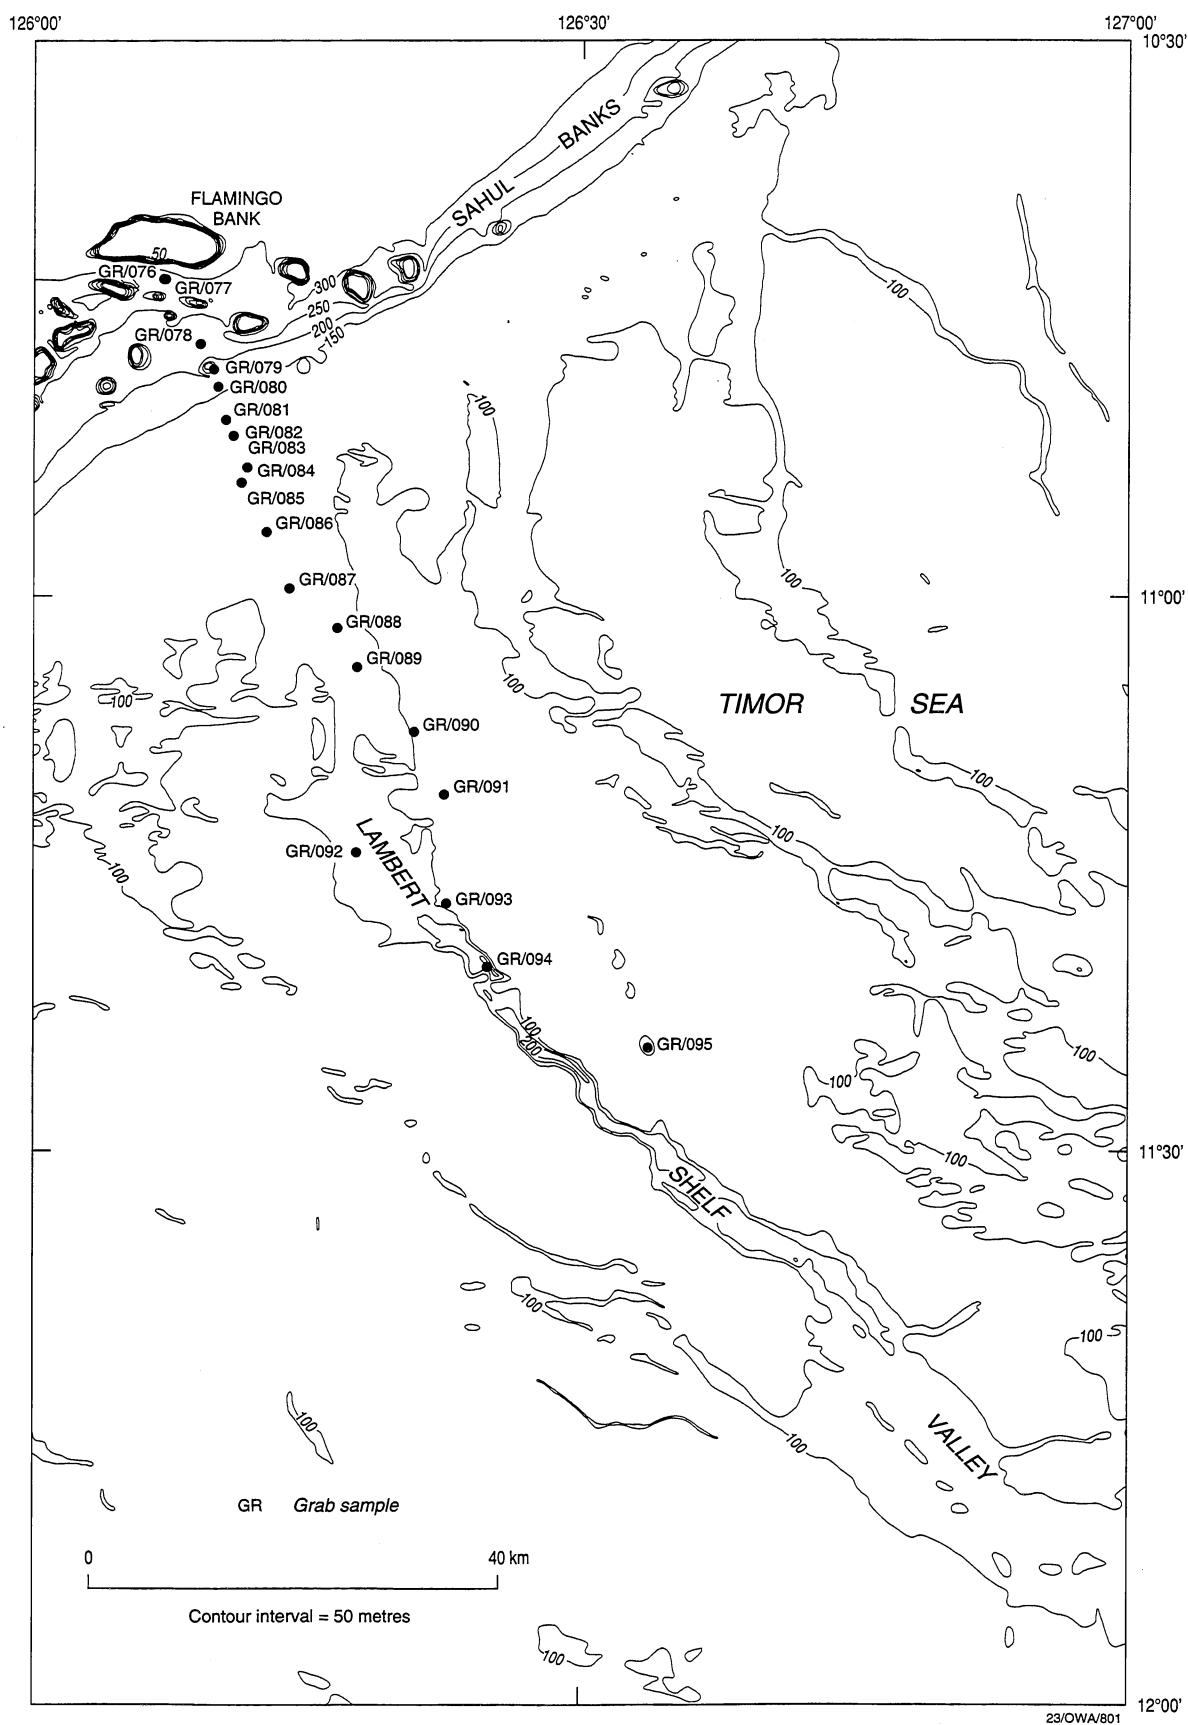 126°00'
126°30'
127°00'
10°30'
BANKS
SAHUL
FLAMINGO
BANK
50
GR/076
GR/077
300
250
200
150
100
GR/078
GR/079
GR/080
100
GR/081
GR/082
GR/083
GR/084
GR/085
GR/086
GR/087
100
11°00'
GR/088
GR/089
100
100
TIMOR SEA
GR/090
100
GR/091
100
LAMBERT
GR/092
100
GR/093
GR/094
100
200
GR/095
100
100
11°30'
100
SHELF
100
100
100
VALLEY
100
GR Grab sample
0
40 km
Contour interval = 50 metres
100
12°00'
23/OWA/801